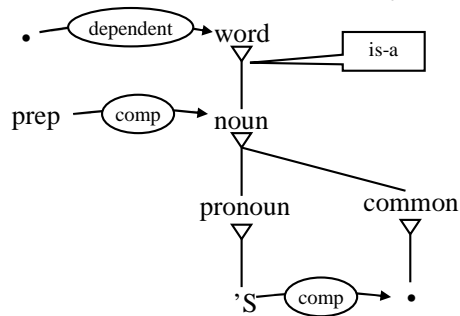 dependent
word
is-a
prep
comp
noun
pronoun
common
’S
comp